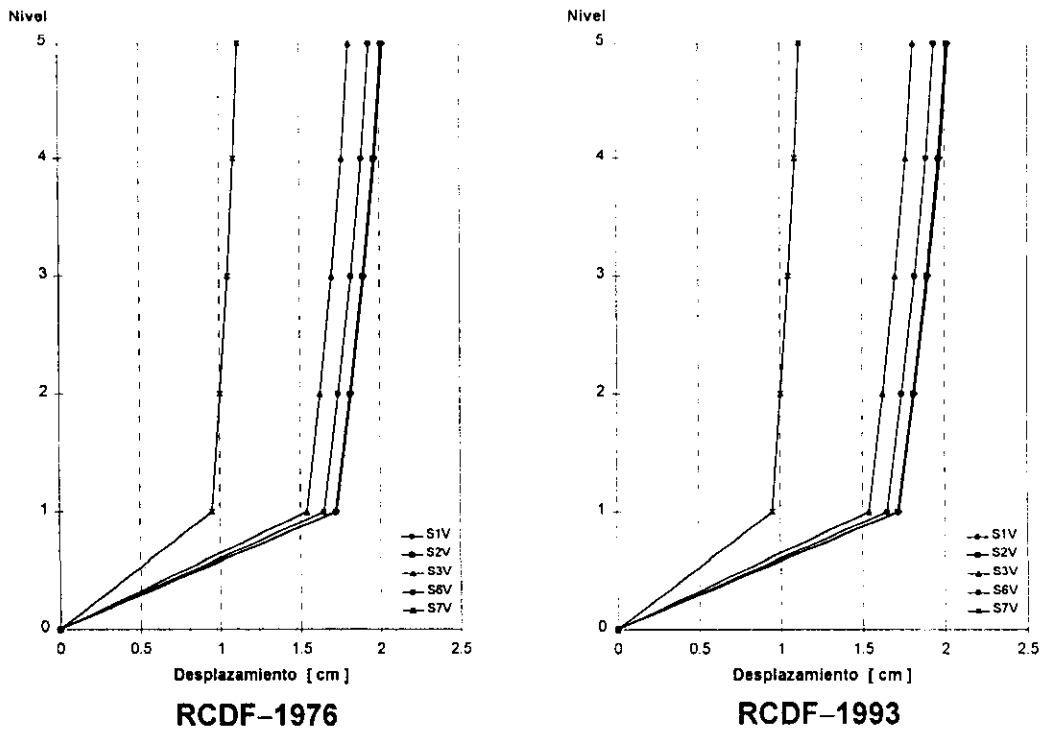 Nivel
5
4
3
2
1
0
0
0.5
1
1.5
2
2.5
S1V
S2V
S3V
S6V
S7V
Desplazamiento [ cm ]
RCDF–1976
Nivel
5
4
3
2
1
0
0
0.5
1
1.5
2
2.5
S1V
S2V
S3V
S6V
S7V
Desplazamiento [ cm ]
RCDF–1993